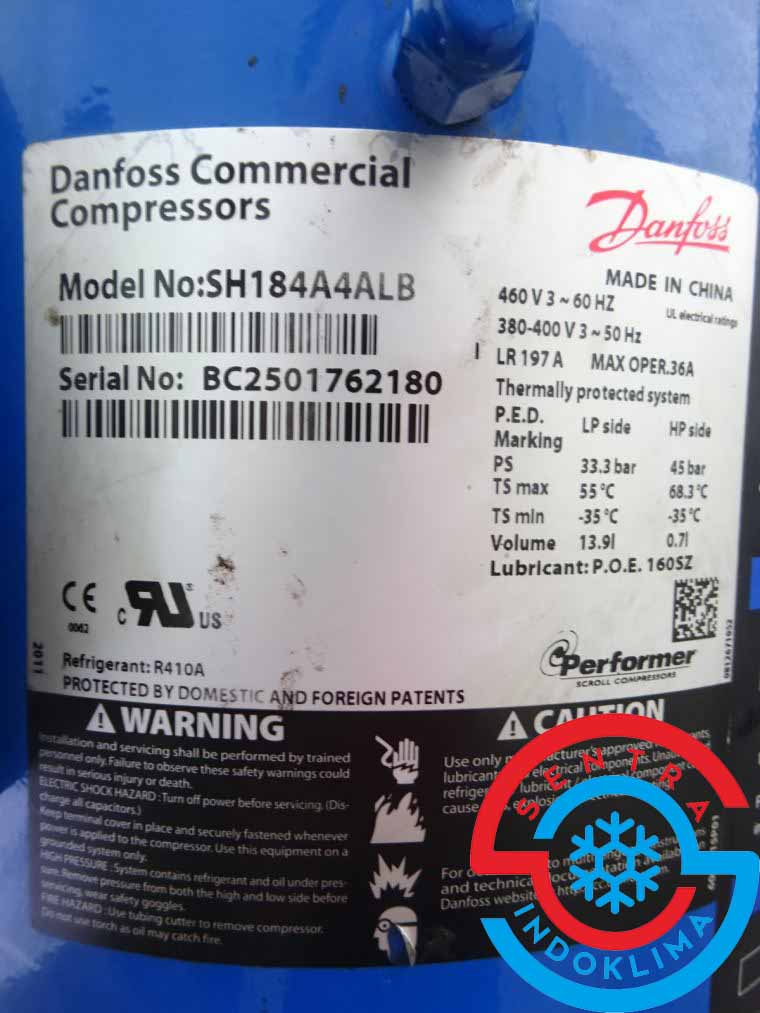 Danfoss Commercial
Compressors
Danfoss
MADE IN CHINA
UL electrical ratings
Model No:SH184A4ALB
Serial No: BC2501762180
460 V 3 ~ 60 HZ
380-400 V 3 ~ 50 Hz
LR 197 A MAX OPER.36A
Thermally protected system
P.E.D. Marking LP side HP side
PS 33.3 bar 45 bar
TS max 55°C 68.3°C
TS min -35°C -35°C
Volume 13.9l 0.7l
Lubricant: P.O.E. 160SZ
CE
0062
c RU US
2011
Refrigerant: R410A
PROTECTED BY DOMESTIC AND FOREIGN PATENTS
Performer
SCROLL COMPRESSORS
WARNING
Installation and servicing shall be performed by trained
personnel only. Failure to observe these safety warnings could
result in serious injury or death.
ELECTRIC SHOCK HAZARD : Turn off power before servicing. (Dis-
charge all capacitors.)
Keep terminal cover in place and securely fastened whenever
power is applied to the compressor. Use this equipment on a
grounded system only.
HIGH PRESSURE : System contains refrigerant and oil under pres-
sure. Remove pressure from both the high and low side before
servicing, wear safety goggles.
FIRE HAZARD : Use tubing cutter to remove compressor.
Do not use torch as oil may catch fire.
CAUTION
Use only approved
lubricant electrical components.
cause
and technical
Danfoss website
SENTRA
INDOKLIMA